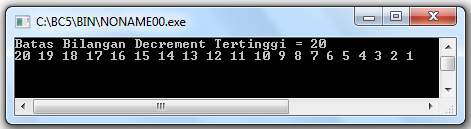 C:\BC5\BIN\NONAME00.exe
Batas Bilangan Decrement Tertinggi = 20
20 19 18 17 16 15 14 13 12 11 10 9 8 7 6 5 4 3 2 1